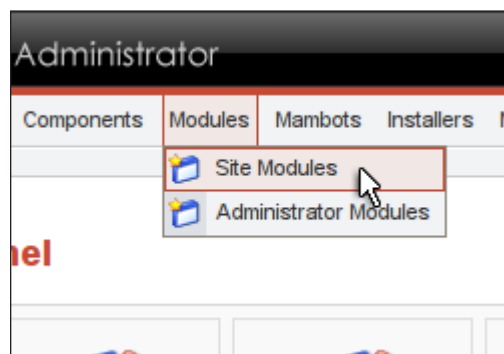 Administrator
Components Modules Mambots Installers
Site Modules
Administrator Modules
nel